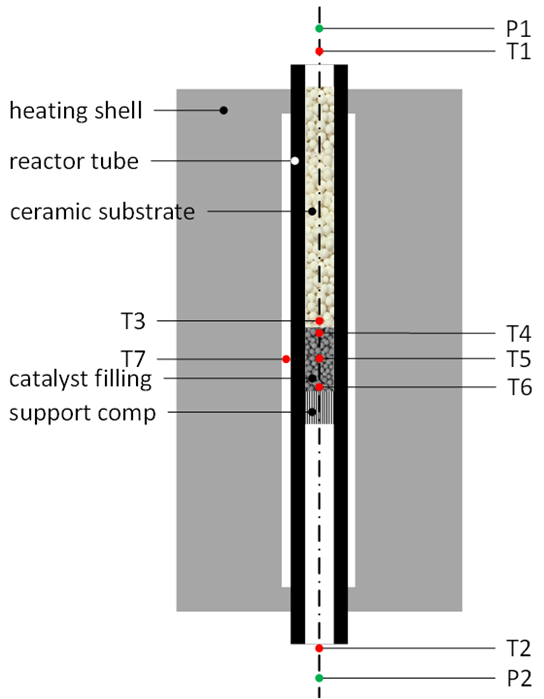 P1
T1
heating shell
reactor tube
ceramic substrate
T3
T4
T7
T5
catalyst filling
T6
support comp
T2
P2